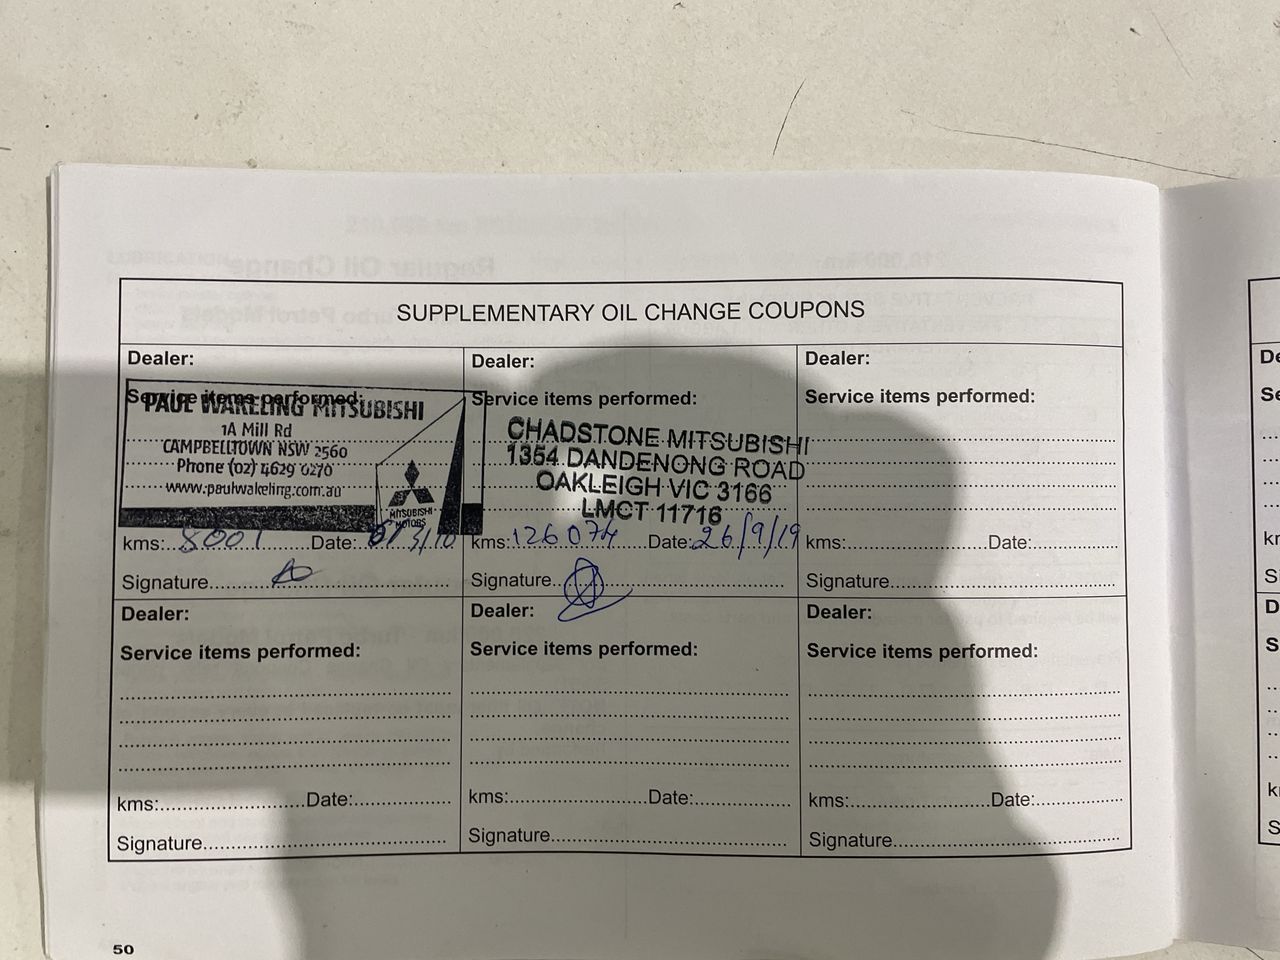 SUPPLEMENTARY OIL CHANGE COUPONS
Dealer:
Service items performed:
PAUL WAKELING MITSUBISHI
1A Mill Rd
CAMPBELLTOWN NSW 2560
Phone (02) 4629 0270
www.paulwakeling.com.au
MITSUBISHI
MOTORS
kms: 8001 Date:
Signature
Dealer:
Service items performed:
CHADSTONE MITSUBISHI
1354 DANDENONG ROAD
OAKLEIGH VIC 3166
LMCT 11716
kms: 126074 Date: 26/9/19
Signature
Dealer:
Service items performed:
kms: Date:
Signature
Dealer:
Service items performed:
kms: Date:
Signature
Dealer:
Service items performed:
kms: Date:
Signature
Dealer:
Service items performed:
kms: Date:
Signature
50